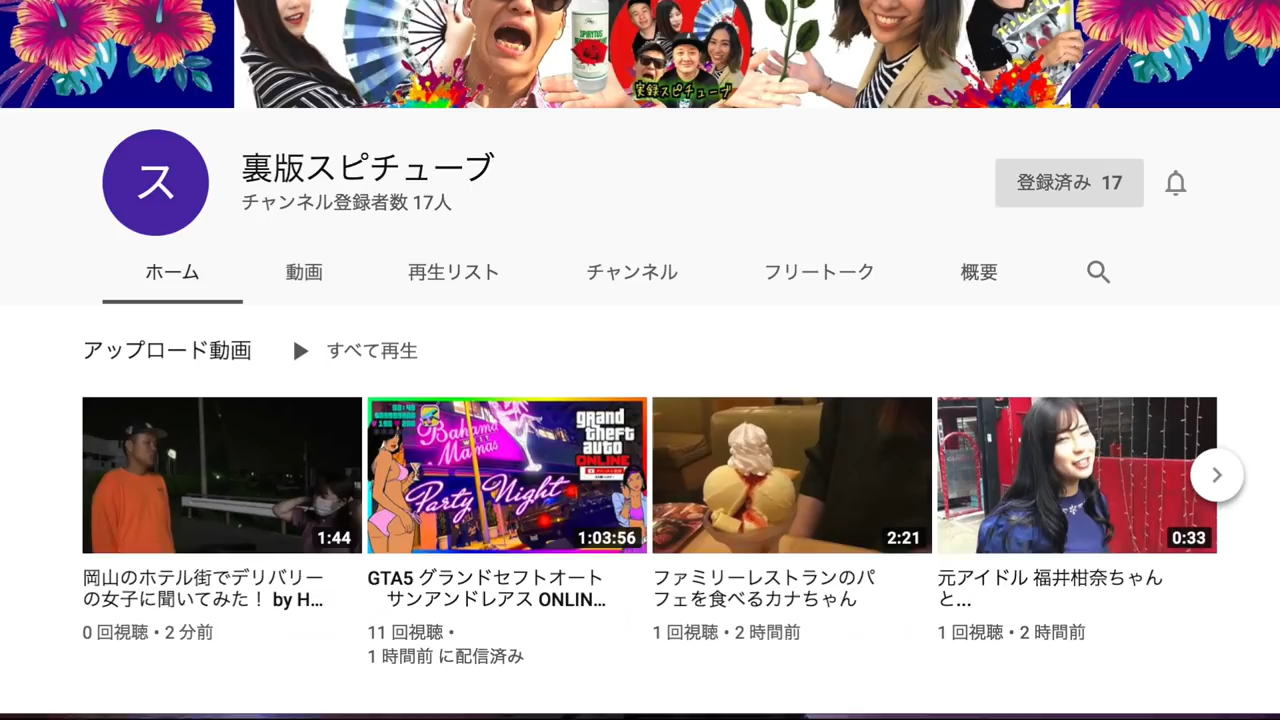 SPIRYTUS
実録スピチューブ
ス
裏版スピチューブ
チャンネル登録者数 17人
登録済み 17
ホーム
動画
再生リスト
チャンネル
フリートーク
概要
アップロード動画
すべて再生
1:44
Bahama
Mamas
Party Night
grand
theft
auto
ONLINE
1:03:56
2:21
0:33
岡山のホテル街でデリバリー
の女子に聞いてみた！ by H...
0 回視聴・2 分前
GTA5 グランドセフトオート
サンアンドレアス ONLIN...
11 回視聴・
1 時間前 に配信済み
ファミリーレストランのパ
フェを食べるカナちゃん
1 回視聴・2 時間前
元アイドル 福井柑奈ちゃん
と...
1 回視聴・2 時間前